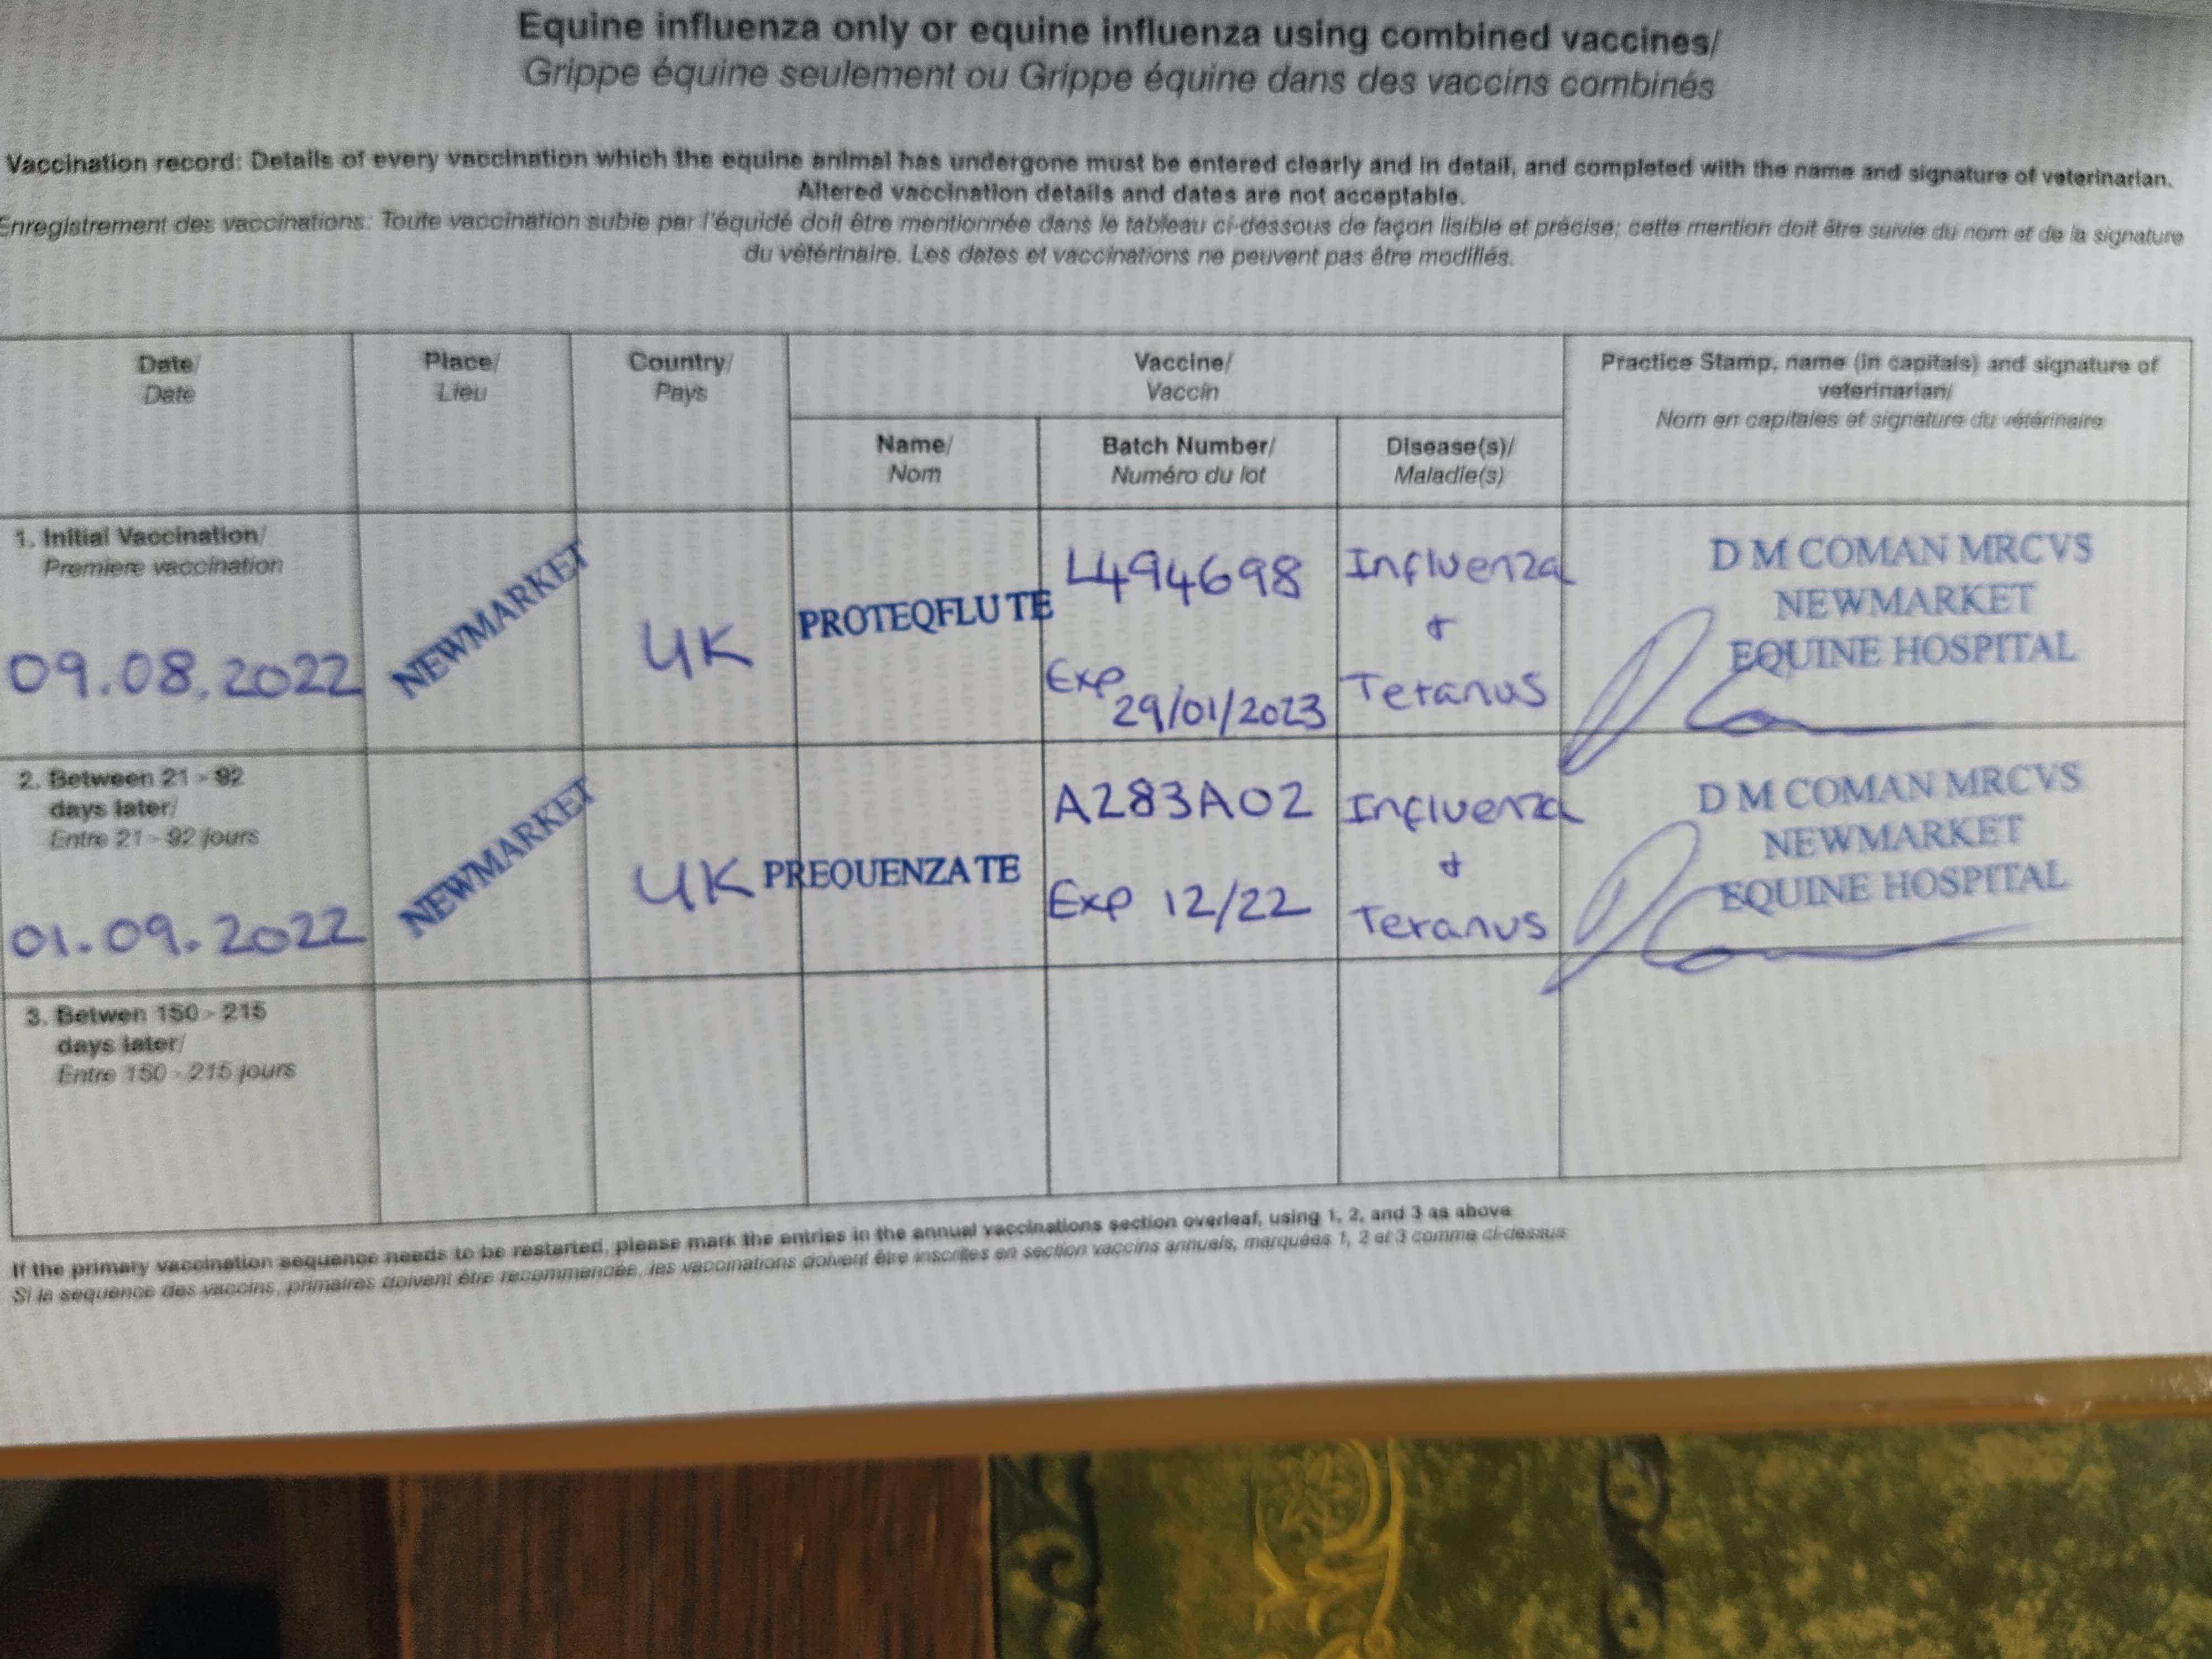 Equine influenza only or equine influenza using combined vaccines/
Grippe équine seulement ou Grippe équine dans des vaccins combinés
Vaccination record: Details of every vaccination which the equine animal has undergone must be entered clearly and in detail, and completed with the name and signature of veterinarian.
Altered vaccination details and dates are not acceptable.
Enregistrement des vaccinations: Toute vaccination subie par l'équidé doit être mentionnée dans le tableau ci-dessous de façon lisible et précise; cette mention doit être suivie du nom et de la signature
du vétérinaire. Les dates et vaccinations ne peuvent pas être modifiés.
Date/
Date
Place/
Lieu
Country/
Pays
Vaccine/
Vaccin
Practice Stamp, name (in capitals) and signature of
veterinarian/
Nom en capitales et signature du vétérinaire
Name/
Nom
Batch Number/
Numéro du lot
Disease(s)/
Maladie(s)
1. Initial Vaccination/
Premiere vaccination
09.08.2022
NEWMARKET
UK
PROTEQFLU TE
L494698
Exp
29/01/2023
Influenza
+
Tetanus
D M COMAN MRCVS
NEWMARKET
EQUINE HOSPITAL
2. Between 21 - 92
days later/
Entre 21 - 92 jours
01.09.2022
NEWMARKET
UK
PREQUENZA TE
A283A02
Exp 12/22
Influenza
+
Tetanus
D M COMAN MRCVS
NEWMARKET
EQUINE HOSPITAL
3. Betwen 150 - 215
days later/
Entre 150 - 215 jours
If the primary vaccination sequence needs to be restarted, please mark the entries in the annual vaccinations section overleaf, using 1, 2, and 3 as above
Si la sequence des vaccins, primaires doivent être recommencée, les vaccinations doivent être inscrites en section vaccins annuels, marquées 1, 2 et 3 comme ci-dessus